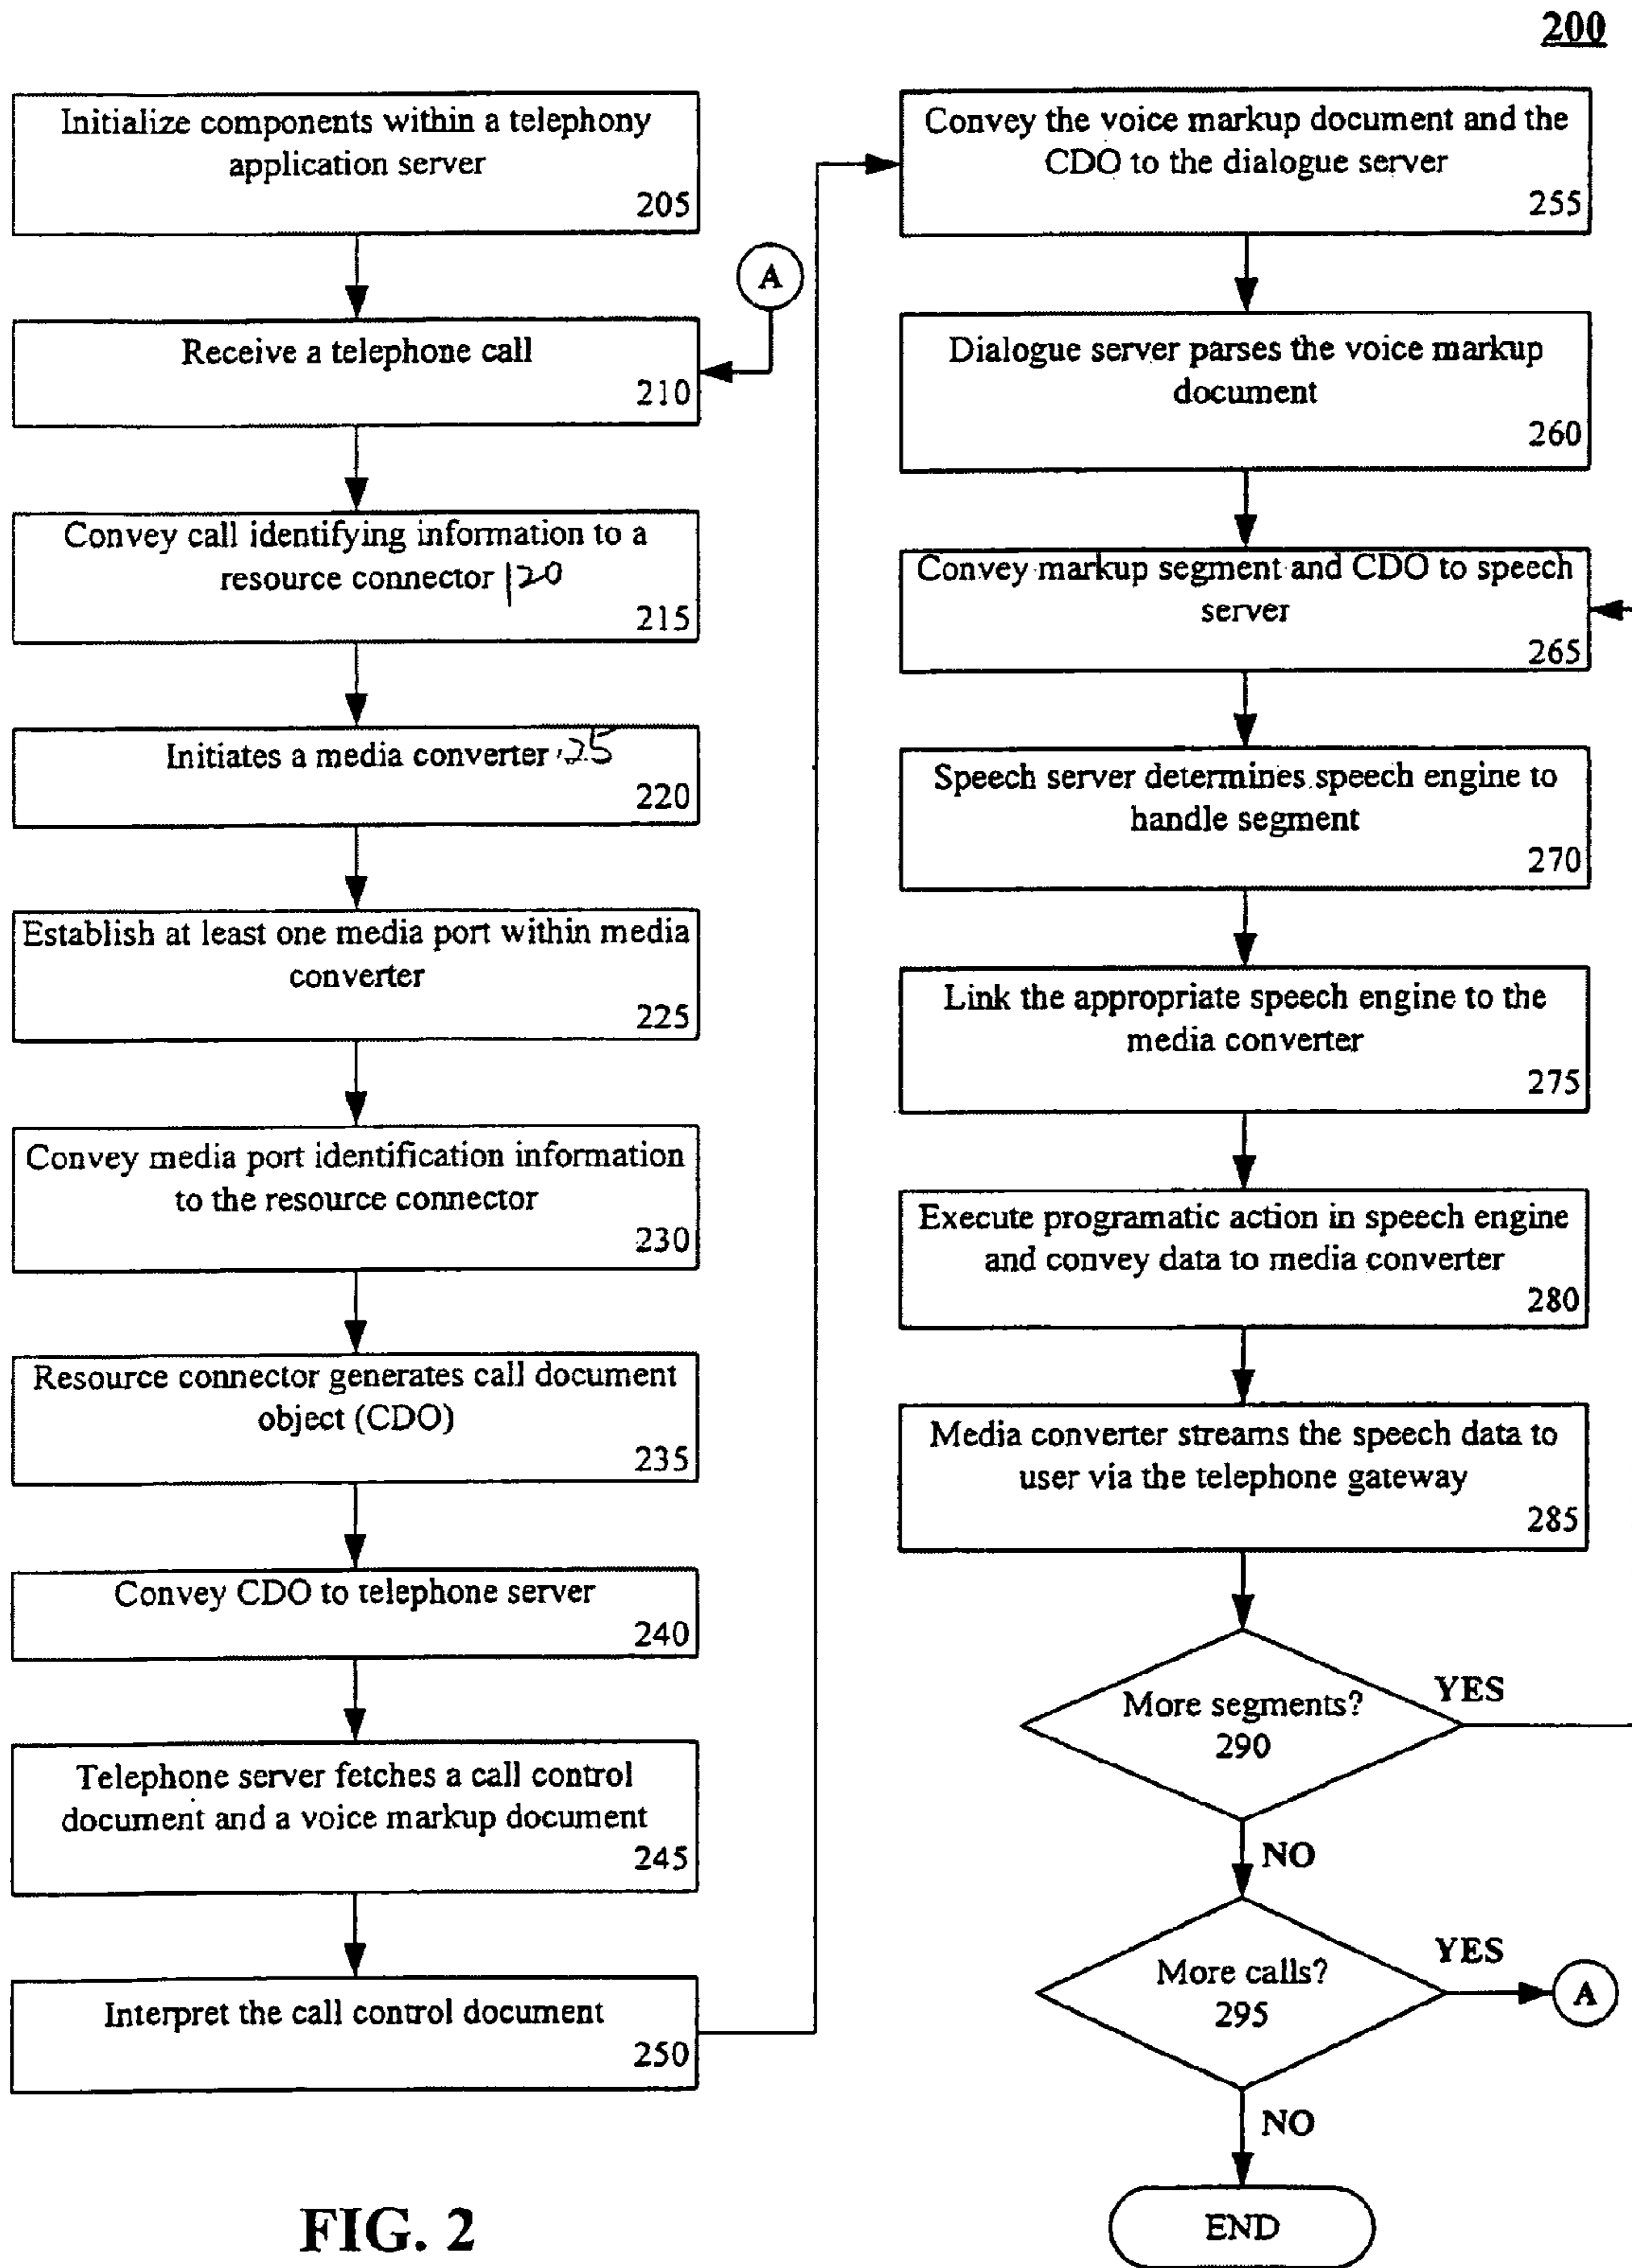 200
Initialize components within a telephony
application server
205
A
Receive a telephone call
210
Convey call identifying information to a
resource connector 120
215
Initiates a media converter 125
220
Establish at least one media port within media
converter
225
Convey media port identification information
to the resource connector
230
Resource connector generates call document
object (CDO)
235
Convey CDO to telephone server
240
Telephone server fetches a call control
document and a voice markup document
245
Interpret the call control document
250
Convey the voice markup document and the
CDO to the dialogue server
255
Dialogue server parses the voice markup
document
260
Convey markup segment and CDO to speech
server
265
Speech server determines speech engine to
handle segment
270
Link the appropriate speech engine to the
media converter
275
Execute programatic action in speech engine
and convey data to media converter
280
Media converter streams the speech data to
user via the telephone gateway
285
More segments?
290
YES
NO
More calls?
295
YES
A
NO
END
FIG. 2